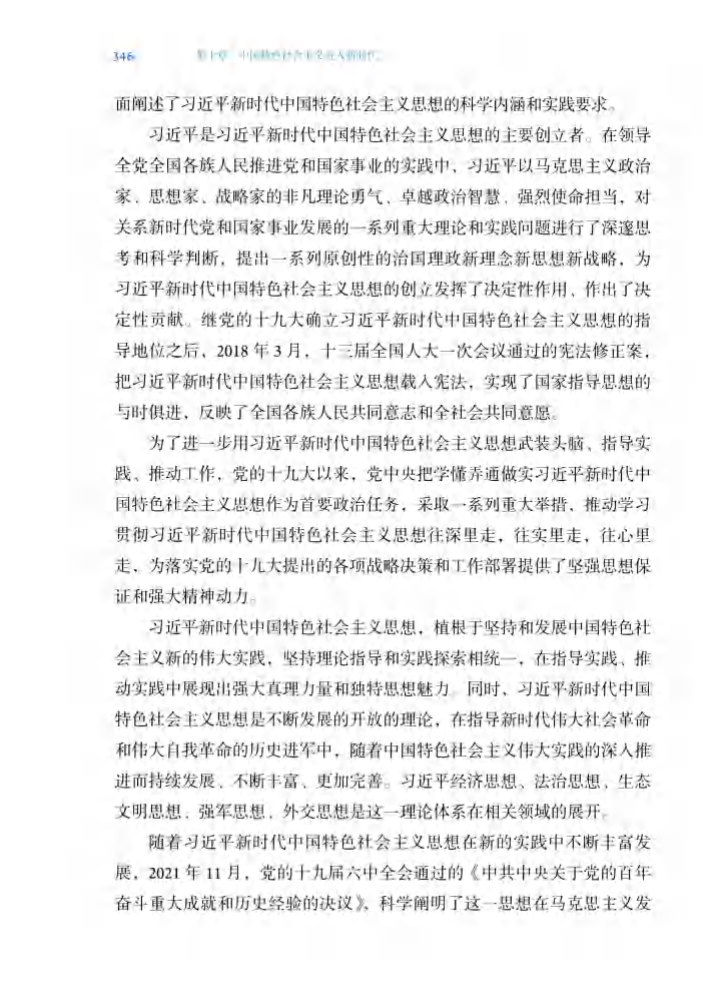 346 第十章 中国特色社会主义进入新时代
面阐述了习近平新时代中国特色社会主义思想的科学内涵和实践要求。
习近平是习近平新时代中国特色社会主义思想的主要创立者。在领导
全党全国各族人民推进党和国家事业的实践中，习近平以马克思主义政治
家、思想家、战略家的非凡理论勇气、卓越政治智慧、强烈使命担当，对
关系新时代党和国家事业发展的一系列重大理论和实践问题进行了深邃思
考和科学判断，提出一系列原创性的治国理政新理念新思想新战略，为
习近平新时代中国特色社会主义思想的创立发挥了决定性作用、作出了决
定性贡献。继党的十九大确立习近平新时代中国特色社会主义思想的指
导地位之后，2018 年 3 月，十三届全国人大一次会议通过的宪法修正案，
把习近平新时代中国特色社会主义思想载入宪法，实现了国家指导思想的
与时俱进，反映了全国各族人民共同意志和全社会共同意愿。
为了进一步用习近平新时代中国特色社会主义思想武装头脑、指导实
践、推动工作，党的十九大以来，党中央把学懂弄通做实习近平新时代中
国特色社会主义思想作为首要政治任务，采取一系列重大举措，推动学习
贯彻习近平新时代中国特色社会主义思想往深里走，往实里走，往心里
走，为落实党的十九大提出的各项战略决策和工作部署提供了坚强思想保
证和强大精神动力。
习近平新时代中国特色社会主义思想，植根于坚持和发展中国特色社
会主义新的伟大实践，坚持理论指导和实践探索相统一，在指导实践、推
动实践中展现出强大真理力量和独特思想魅力。同时，习近平新时代中国
特色社会主义思想是不断发展的开放的理论，在指导新时代伟大社会革命
和伟大自我革命的历史进军中，随着中国特色社会主义伟大实践的深入推
进而持续发展、不断丰富、更加完善。习近平经济思想、法治思想、生态
文明思想、强军思想、外交思想是这一理论体系在相关领域的展开。
随着习近平新时代中国特色社会主义思想在新的实践中不断丰富发
展，2021 年 11 月，党的十九届六中全会通过的《中共中央关于党的百年
奋斗重大成就和历史经验的决议》，科学阐明了这一思想在马克思主义发